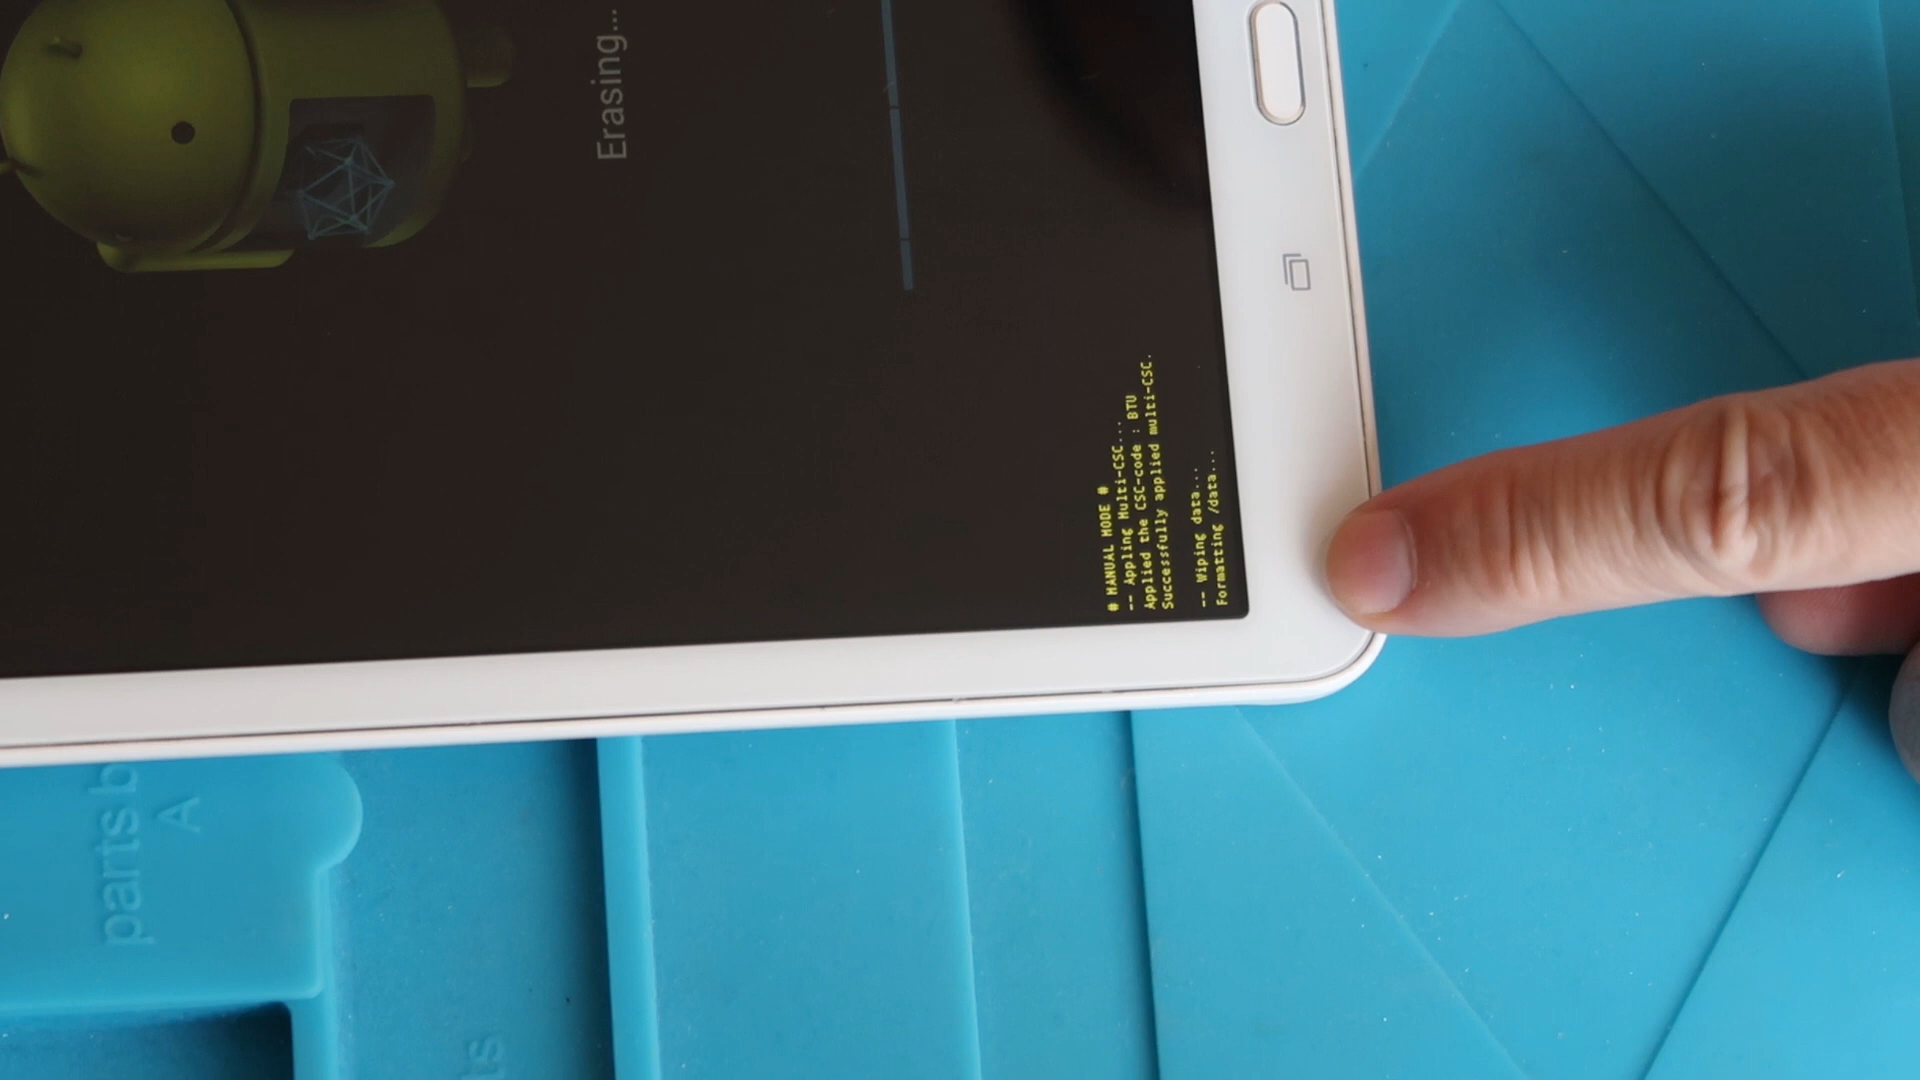 Erasing...
# MANUAL MODE #
-- Appling Multi-CSC...
Applied the CSC-code : BTU
Successfully applied multi-CSC.
-- Wiping data...
Formatting /data...
parts b
A
ts